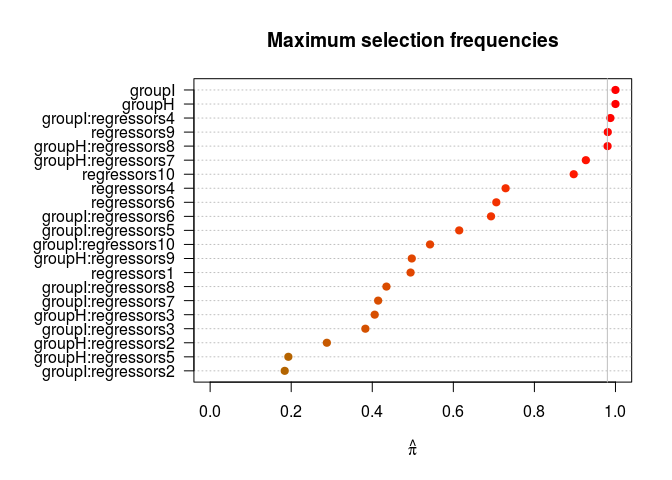 Maximum selection frequencies
groupI
groupH
groupI:regressors4
regressors9
groupH:regressors8
groupH:regressors7
regressors10
regressors4
regressors6
groupI:regressors6
groupI:regressors5
groupI:regressors10
groupH:regressors9
regressors1
groupI:regressors8
groupI:regressors7
groupH:regressors3
groupI:regressors3
groupH:regressors2
groupH:regressors5
groupI:regressors2
0.0 0.2 0.4 0.6 0.8 1.0
π̂